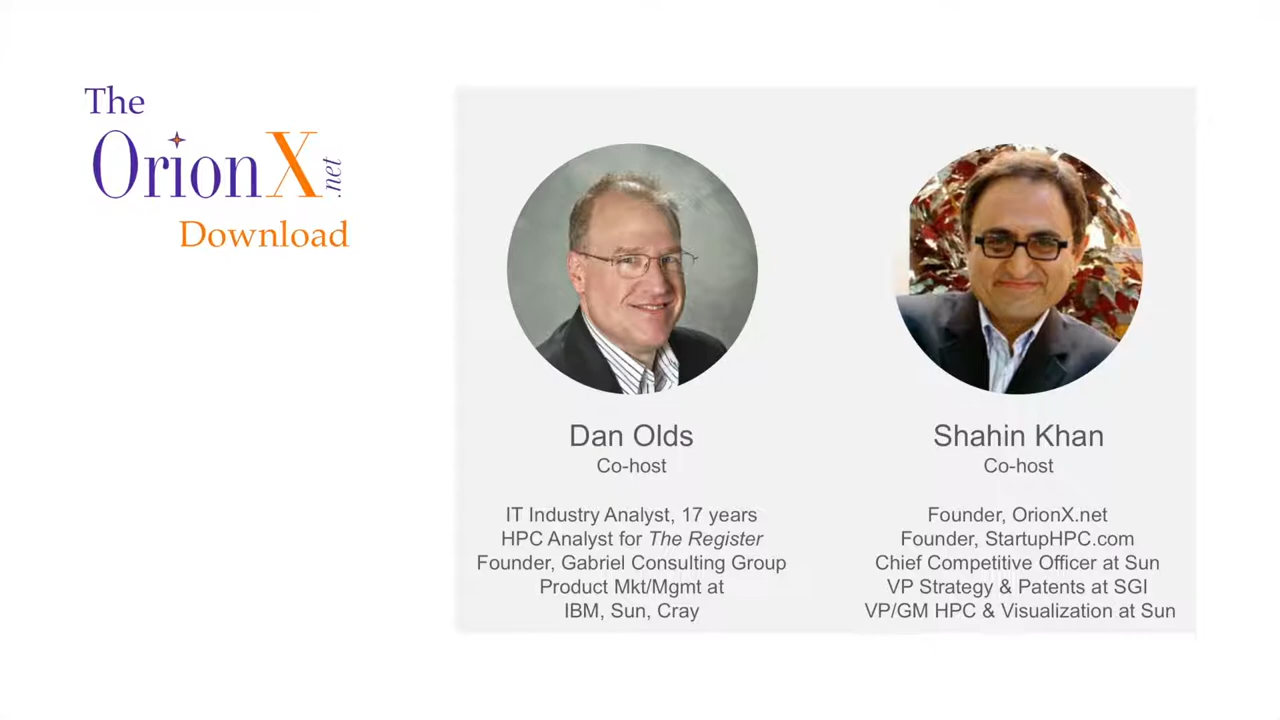 The
OrionX.net
Download
Dan Olds
Co-host
IT Industry Analyst, 17 years
HPC Analyst for The Register
Founder, Gabriel Consulting Group
Product Mkt/Mgmt at
IBM, Sun, Cray
Shahin Khan
Co-host
Founder, OrionX.net
Founder, StartupHPC.com
Chief Competitive Officer at Sun
VP Strategy & Patents at SGI
VP/GM HPC & Visualization at Sun